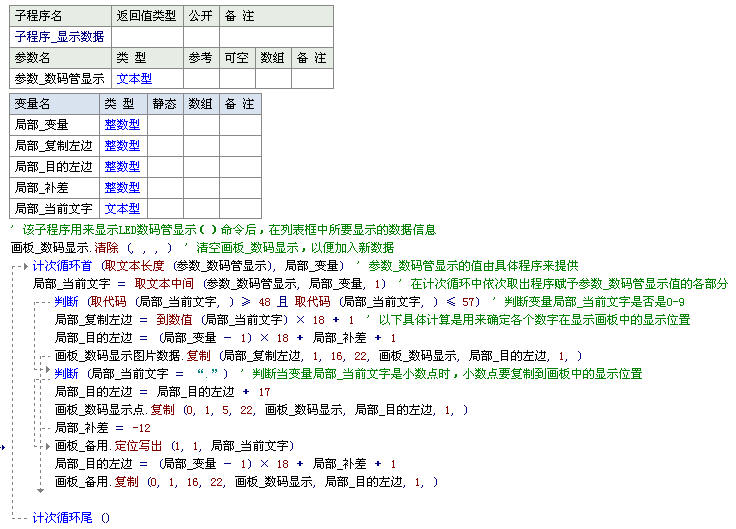 子程序名 返回值类型 公开 备 注
子程序_显示数据
参数名 类 型 参考 可空 数组 备 注
参数_数码管显示 文本型
变量名 类 型 静态 数组 备 注
局部_变量 整数型
局部_复制左边 整数型
局部_目的左边 整数型
局部_补差 整数型
局部_当前文字 文本型
' 该子程序用来显示LED数码管显示()命令后，在列表框中所要显示的数据信息
画板_数码显示.清除 (, , , ) ' 清空画板_数码显示，以便加入新数据
计次循环首 (取文本长度 (参数_数码管显示), 局部_变量) ' 参数_数码管显示的值由具体程序来提供
局部_当前文字 = 取文本中间 (参数_数码管显示, 局部_变量, 1) ' 在计次循环中依次取出程序赋予参数_数码管显示值的各部分
判断 (取代码 (局部_当前文字, ) ≥ 48 且 取代码 (局部_当前文字, ) ≤ 57) ' 判断变量局部_当前文字是否是0-9
局部_复制左边 = 到数值 (局部_当前文字) × 18 + 1 ' 以下具体计算是用来确定各个数字在显示画板中的显示位置
局部_目的左边 = (局部_变量 - 1) × 18 + 局部_补差 + 1
画板_数码显示图片数据.复制 (局部_复制左边, 1, 16, 22, 画板_数码显示, 局部_目的左边, 1, )
判断 (局部_当前文字 = “.”) ' 判断当变量局部_当前文字是小数点时，小数点要复制到画板中的显示位置
局部_目的左边 = 局部_目的左边 + 17
画板_数码显示点.复制 (0, 1, 5, 22, 画板_数码显示, 局部_目的左边, 1, )
局部_补差 = -12
画板_备用.定位写出 (1, 1, 局部_当前文字)
局部_目的左边 = (局部_变量 - 1) × 18 + 局部_补差 + 1
画板_备用.复制 (0, 1, 16, 22, 画板_数码显示, 局部_目的左边, 1, )
计次循环尾 ()